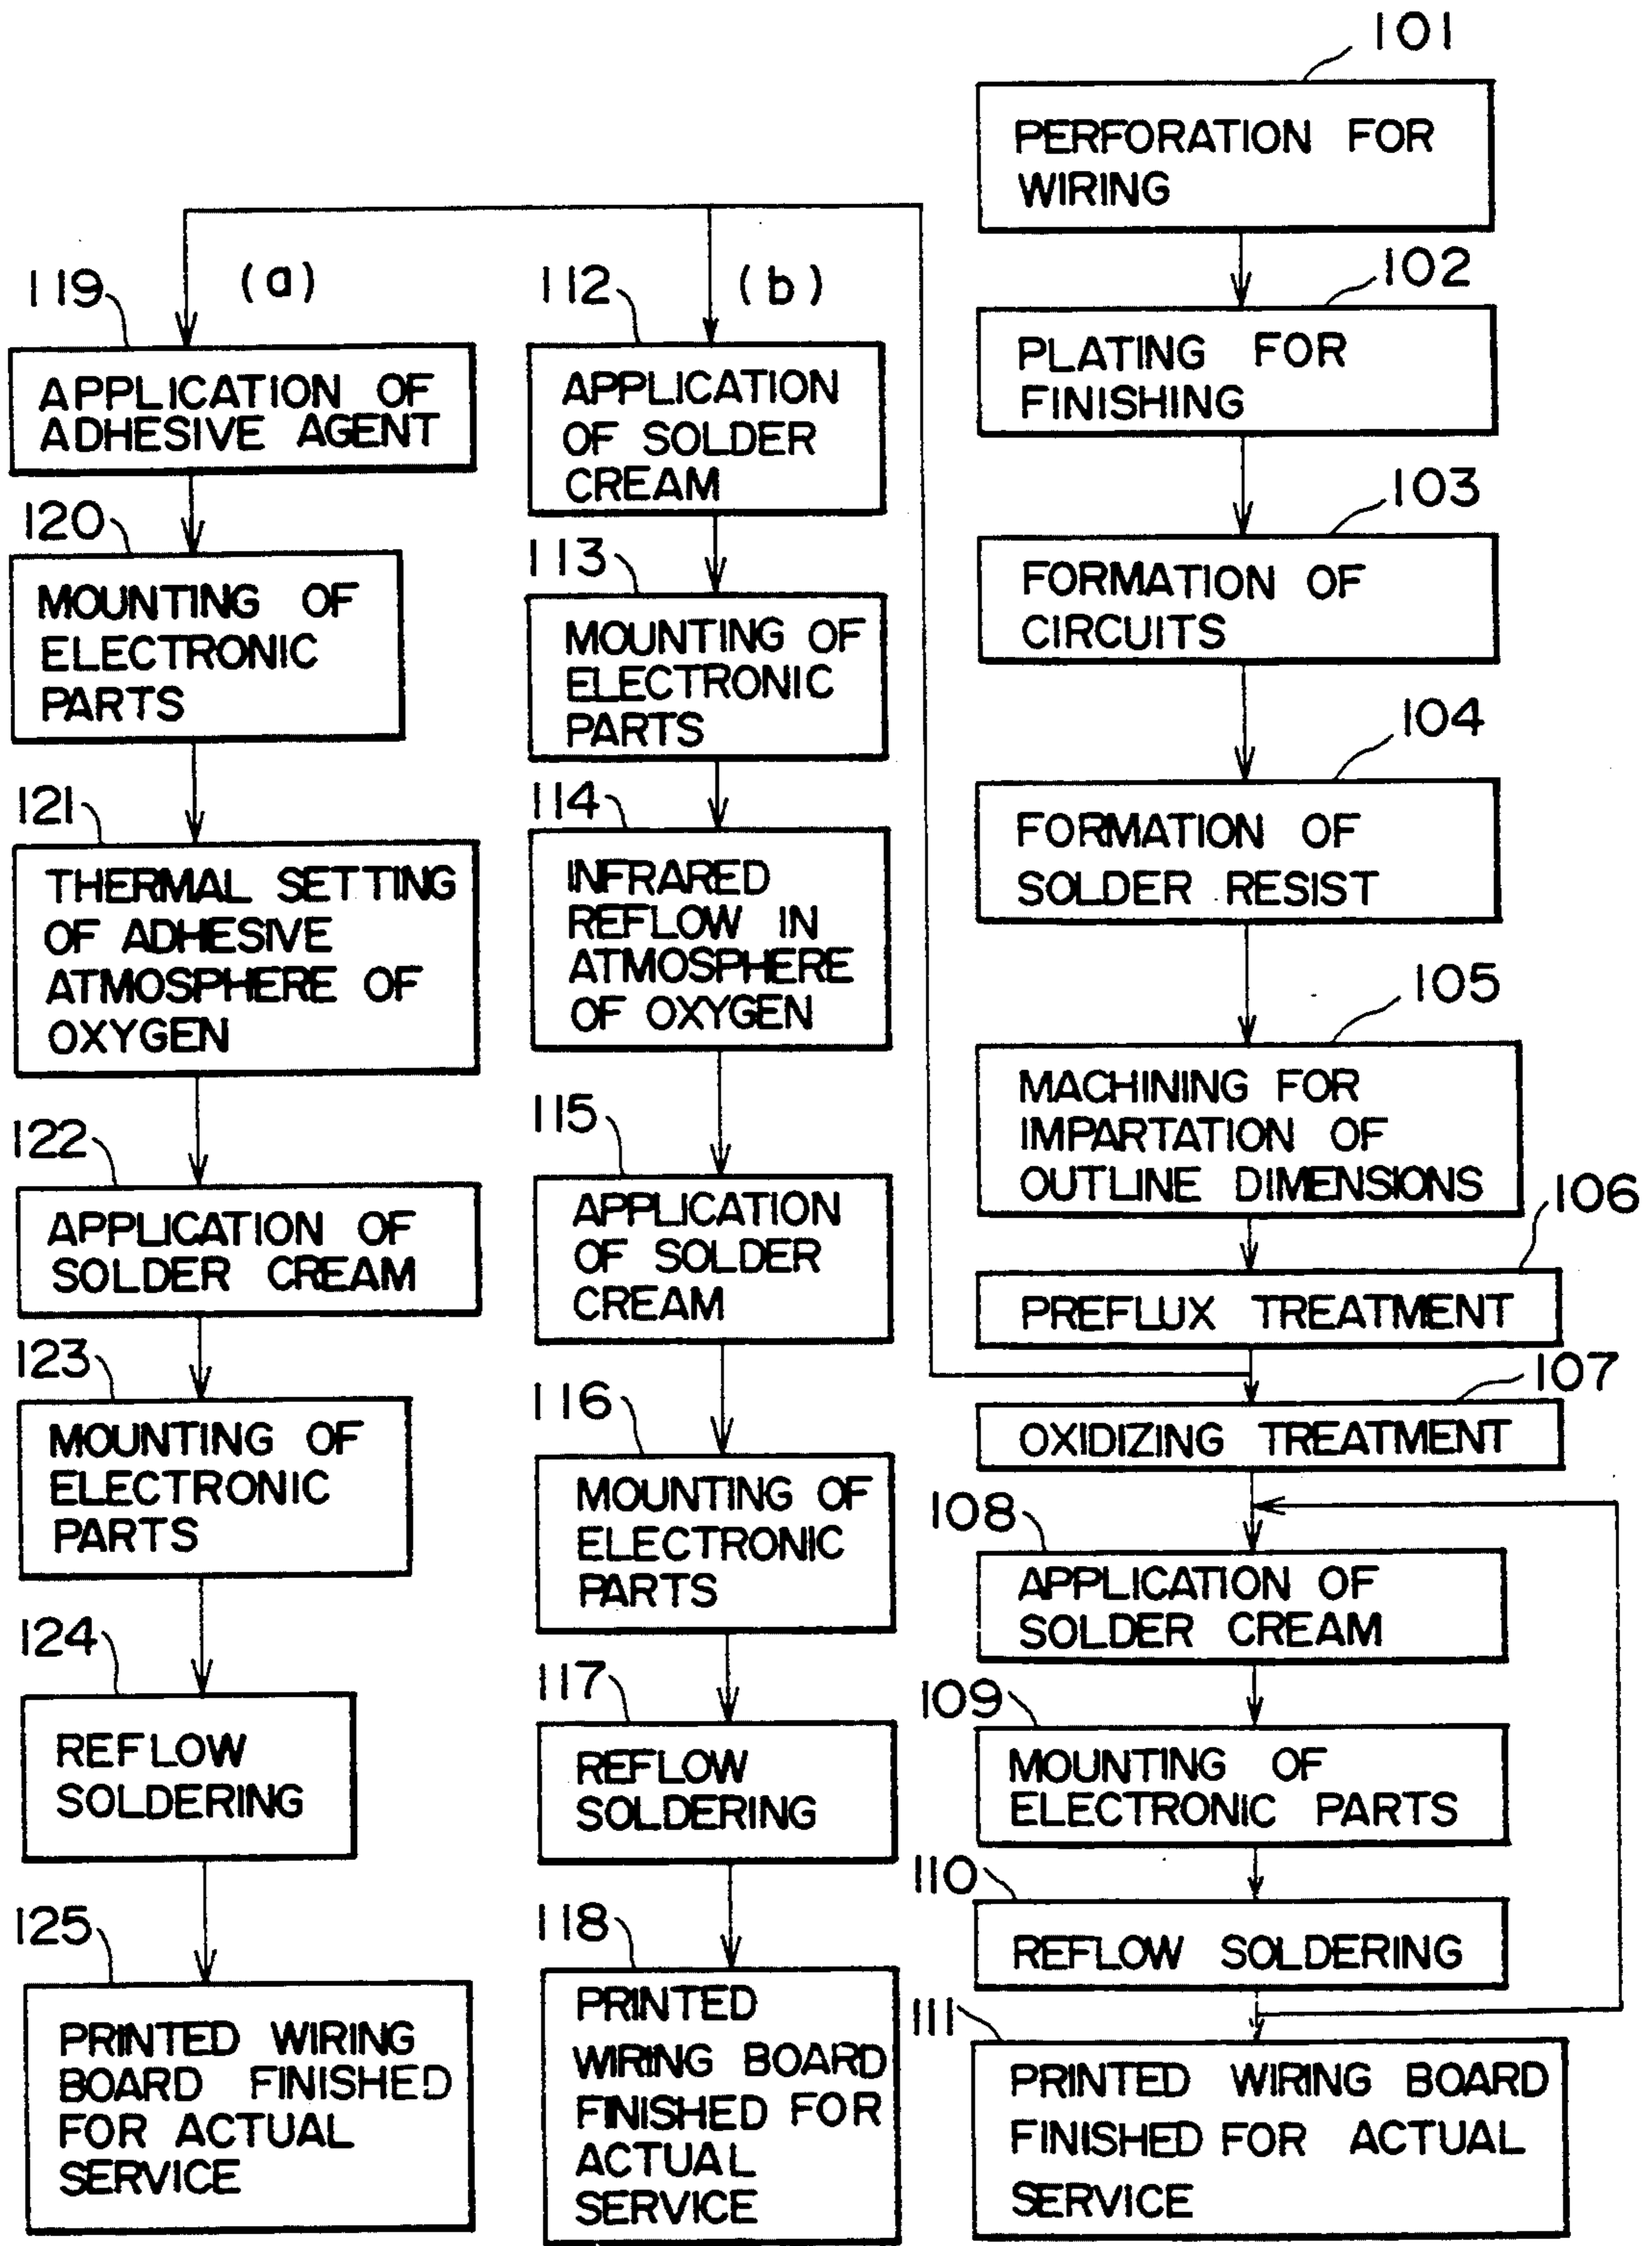 101
PERFORATION FOR
WIRING
102
PLATING FOR
FINISHING
103
FORMATION OF
CIRCUITS
104
FORMATION OF
SOLDER RESIST
105
MACHINING FOR
IMPARTATION OF
OUTLINE DIMENSIONS
106
PREFLUX TREATMENT
107
OXIDIZING TREATMENT
108
APPLICATION OF
SOLDER CREAM
109
MOUNTING OF
ELECTRONIC PARTS
110
REFLOW SOLDERING
111
PRINTED WIRING BOARD
FINISHED FOR ACTUAL
SERVICE
(a)
119
APPLICATION OF
ADHESIVE AGENT
120
MOUNTING OF
ELECTRONIC
PARTS
121
THERMAL SETTING
OF ADHESIVE
ATMOSPHERE OF
OXYGEN
122
APPLICATION OF
SOLDER CREAM
123
MOUNTING OF
ELECTRONIC
PARTS
124
REFLOW
SOLDERING
125
PRINTED WIRING
BOARD FINISHED
FOR ACTUAL
SERVICE
(b)
112
APPLICATION
OF SOLDER
CREAM
113
MOUNTING OF
ELECTRONIC
PARTS
114
INFRARED
REFLOW IN
ATMOSPHERE
OF OXYGEN
115
APPLICATION
OF SOLDER
CREAM
116
MOUNTING OF
ELECTRONIC
PARTS
117
REFLOW
SOLDERING
118
PRINTED
WIRING BOARD
FINISHED FOR
ACTUAL
SERVICE